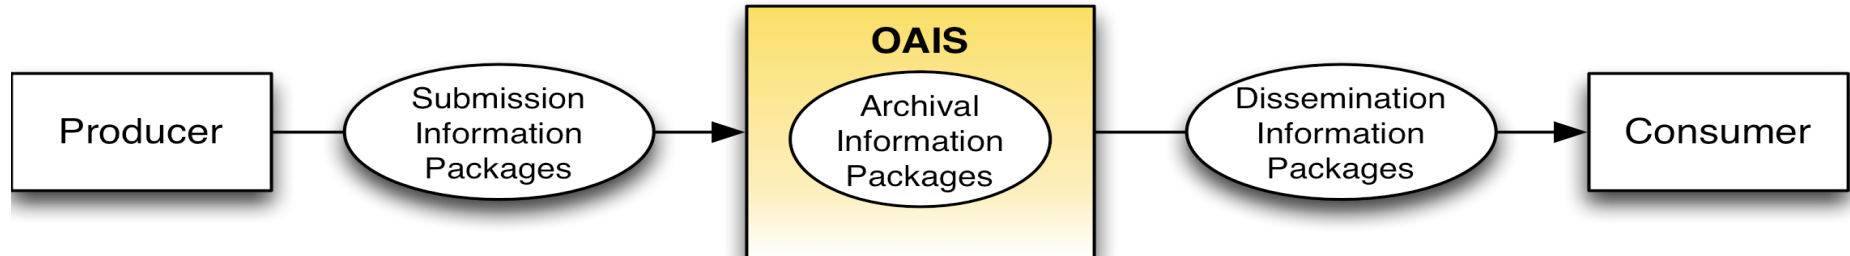 Producer
Submission
Information
Packages
OAIS
Archival
Information
Packages
Dissemination
Information
Packages
Consumer